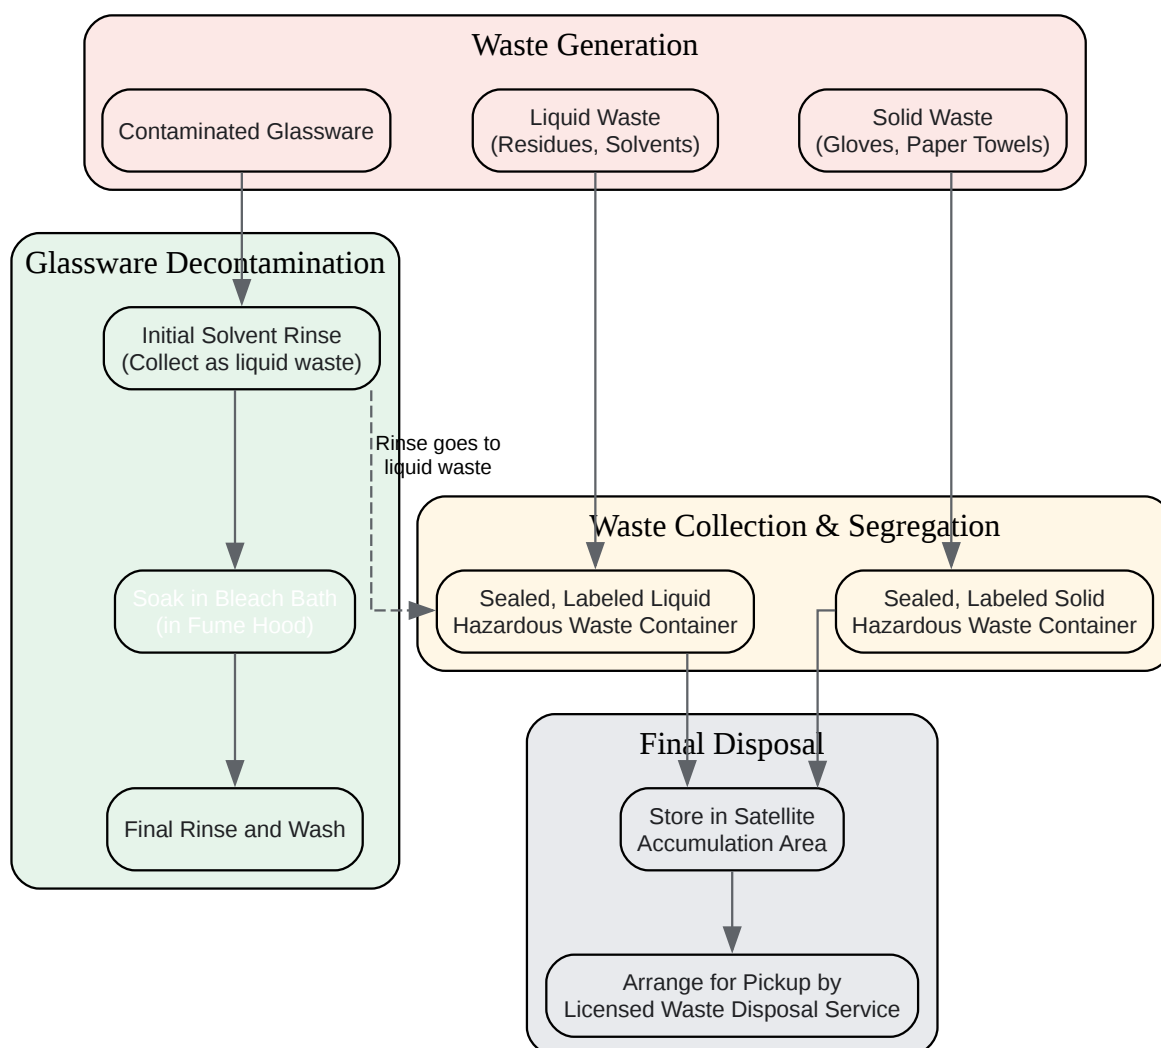 Waste Generation
Contaminated Glassware
Liquid Waste
(Residues, Solvents)
Solid Waste
(Gloves, Paper Towels)
Glassware Decontamination
Initial Solvent Rinse
(Collect as liquid waste)
Rinse goes to
liquid waste
Waste Collection & Segregation
Soak in Bleach Bath
(in Fume Hood)
Sealed, Labeled Liquid
Hazardous Waste Container
Sealed, Labeled Solid
Hazardous Waste Container
Final Disposal
Final Rinse and Wash
Store in Satellite
Accumulation Area
Arrange for Pickup by
Licensed Waste Disposal Service